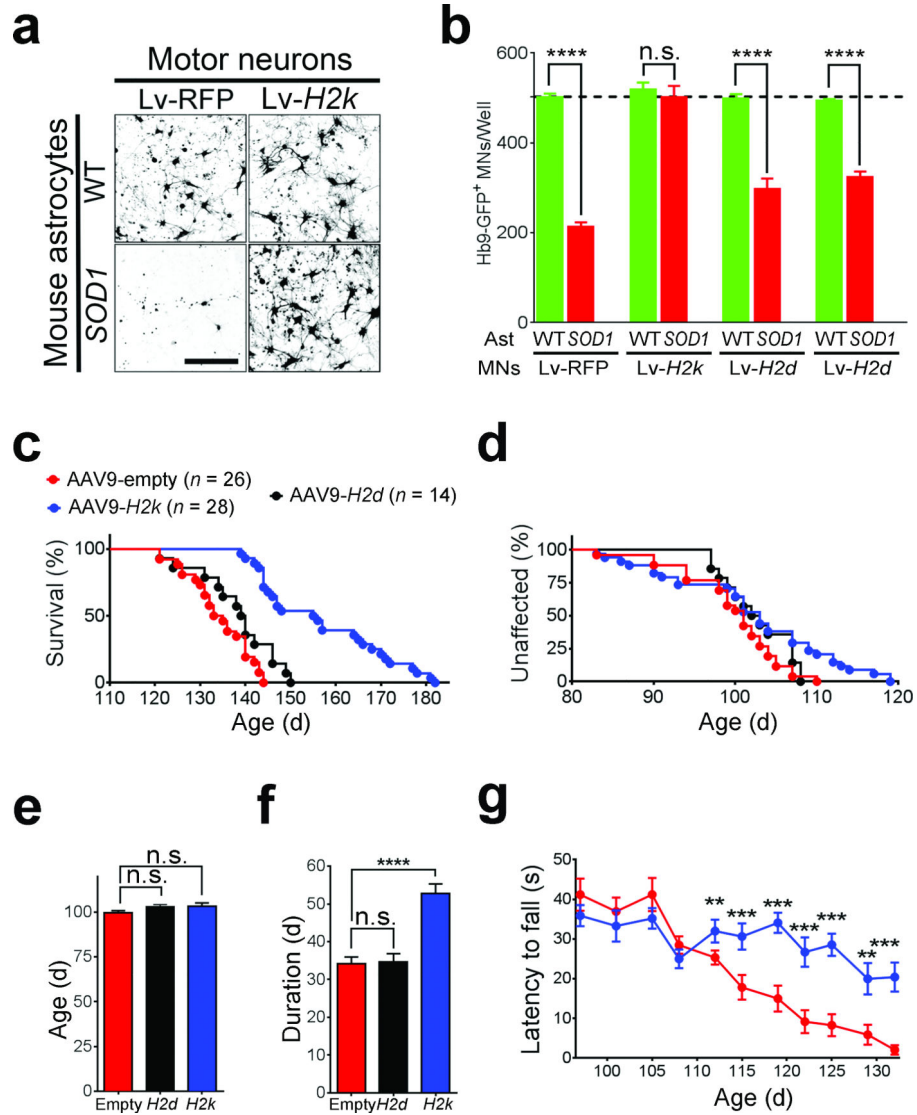 a
Motor neurons
Lv-RFP Lv-H2k
Mouse astrocytes
WT
SOD1
b
Hb9-GFP+ MNs/Well
600
400
200
0
**** n.s. **** ****
Ast WT SOD1 WT SOD1 WT SOD1 WT SOD1
MNs Lv-RFP Lv-H2k Lv-H2d Lv-H2d
c
AAV9-empty (n = 26)
AAV9-H2k (n = 28)
AAV9-H2d (n = 14)
Survival (%)
100
50
0
110 120 130 140 150 160 170 180
Age (d)
d
Unaffected (%)
100
75
50
25
0
80 90 100 110 120
Age (d)
e
n.s.
n.s.
Age (d)
100
75
50
25
0
Empty H2d H2k
f
****
n.s.
Duration (d)
60
50
40
30
20
10
0
Empty H2d H2k
g
Latency to fall (s)
50
40
30
20
10
0
** *** *** *** *** ** ***
100 105 110 115 120 125 130
Age (d)